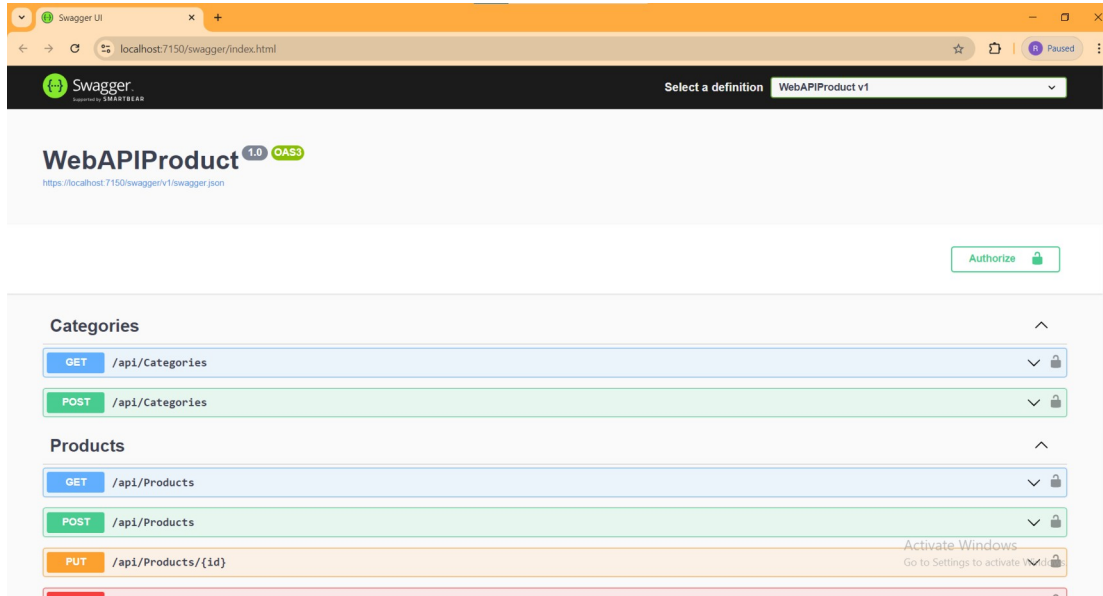 Swagger UI
localhost:7150/swagger/index.html
Paused
Swagger.
Supported by SMARTBEAR
Select a definition
WebAPIProduct v1
WebAPIProduct 1.0 OAS3
https://localhost:7150/swagger/v1/swagger.json
Authorize
Categories
GET /api/Categories
POST /api/Categories
Products
GET /api/Products
POST /api/Products
PUT /api/Products/{id}
Activate Windows
Go to Settings to activate Windows.